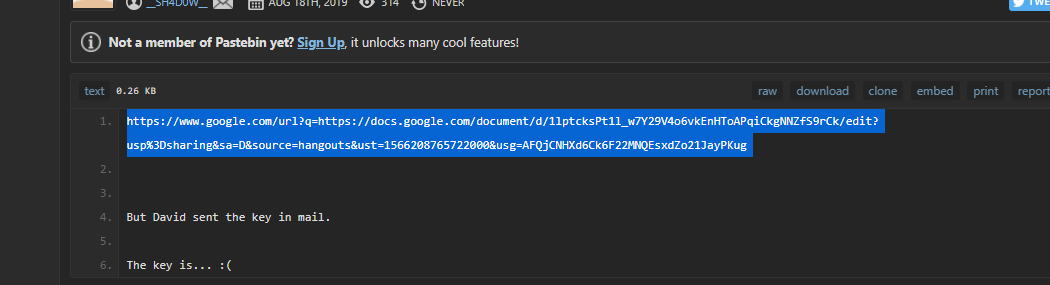 __SH4D0W__ AUG 18TH, 2019 314 NEVER TWE
Not a member of Pastebin yet? Sign Up, it unlocks many cool features!
text 0.26 KB raw download clone embed print report
1. https://www.google.com/url?q=https://docs.google.com/document/d/1lptcksPt1l_w7Y29V4o6vkEnHToAPqiCkgNNZfS9rCk/edit?
usp%3Dsharing&sa=D&source=hangouts&ust=1566208765722000&usg=AFQjCNHXd6Ck6F22MNQEsxdZo21JayPKug
2.
3.
4. But David sent the key in mail.
5.
6. The key is... :(